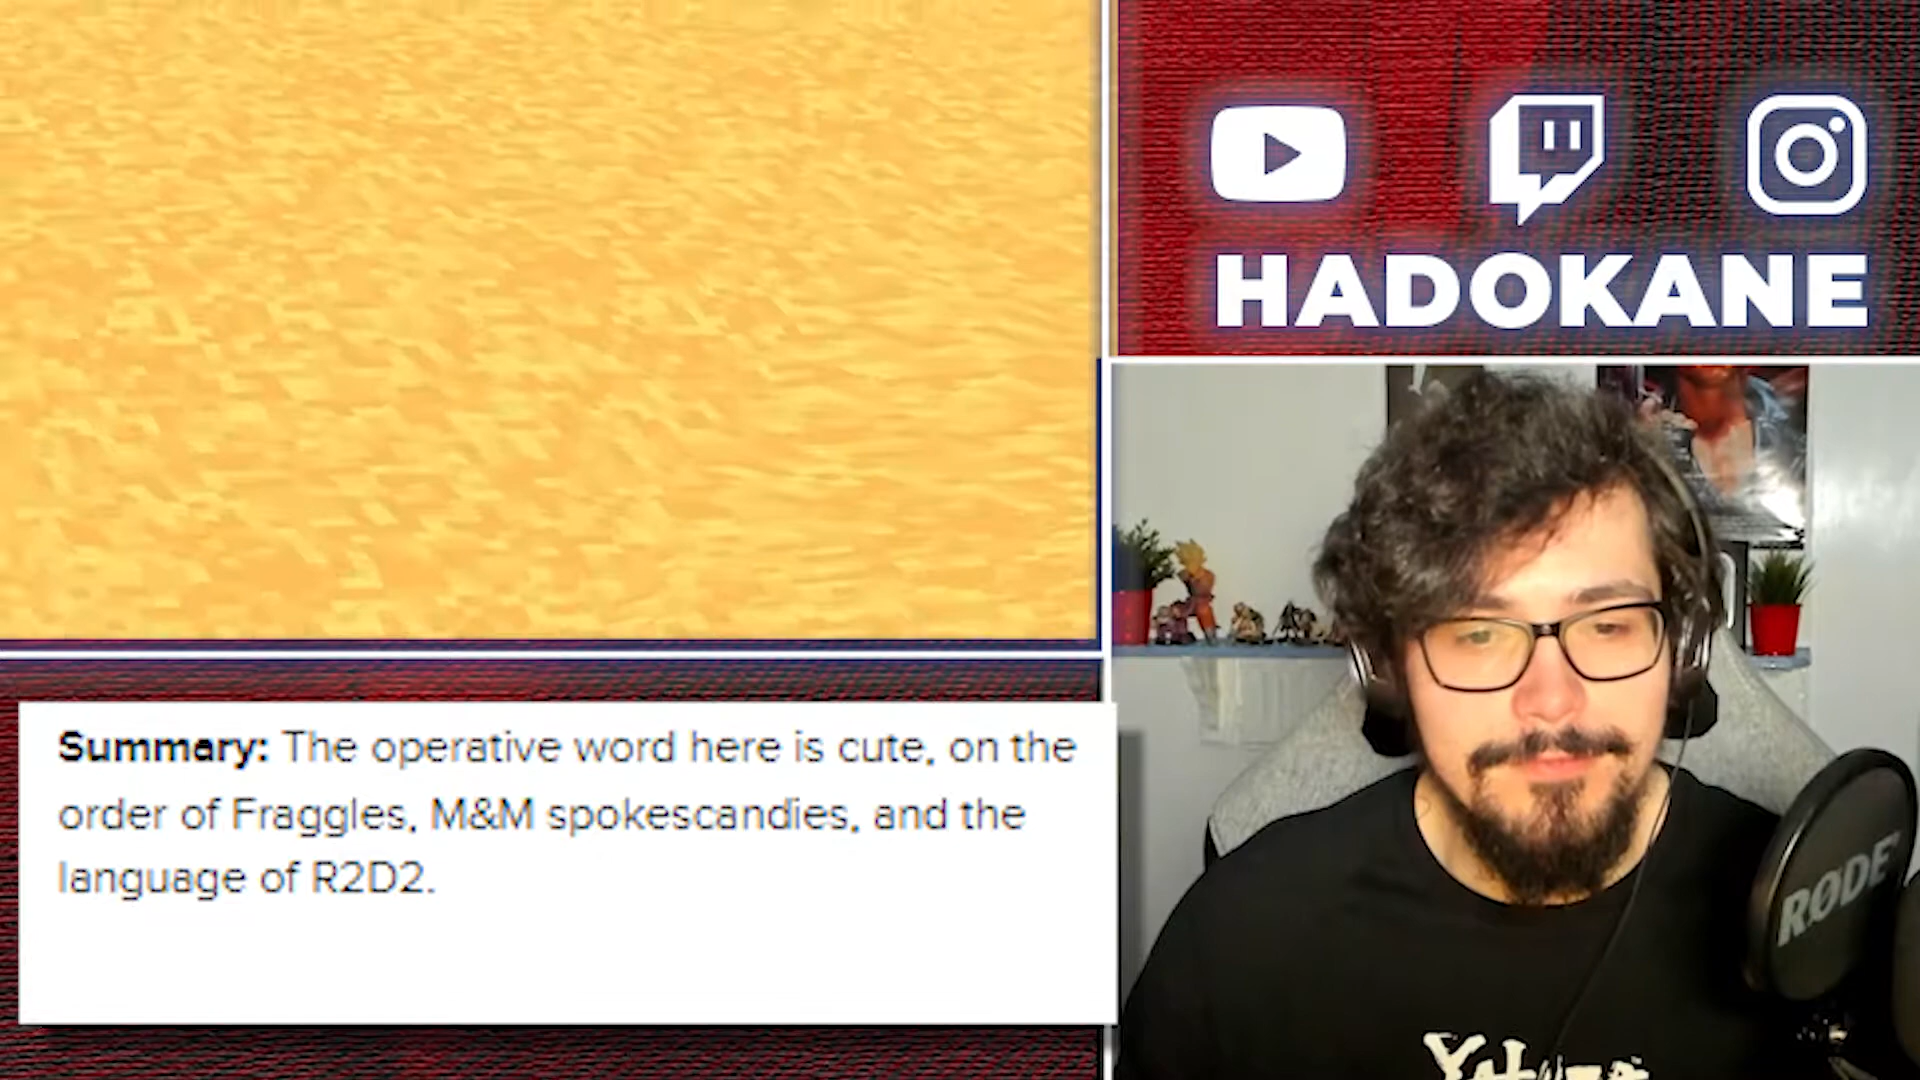 HADOKANE
Summary: The operative word here is cute, on the
order of Fraggles, M&M spokescandies, and the
language of R2D2.
RØDE